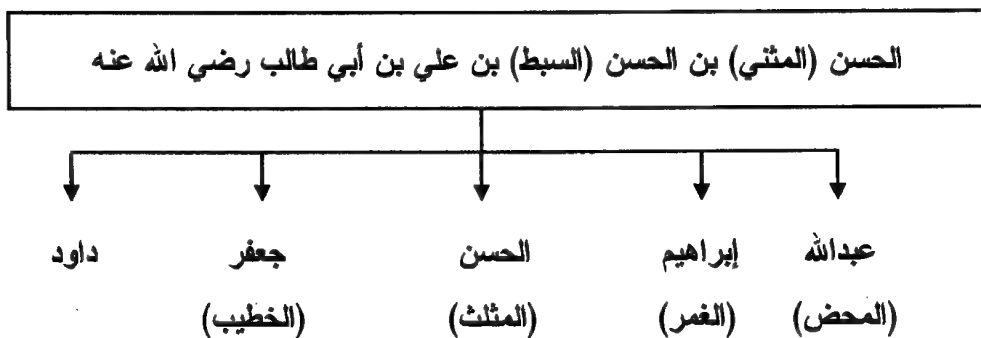 الحسن (المثني) بن الحسن (السبط) بن علي بن أبي طالب رضي الله عنه
عبدالله إبراهيم الحسن جعفر داود
(المحض) (الغمر) (المثلث) (الخطيب)